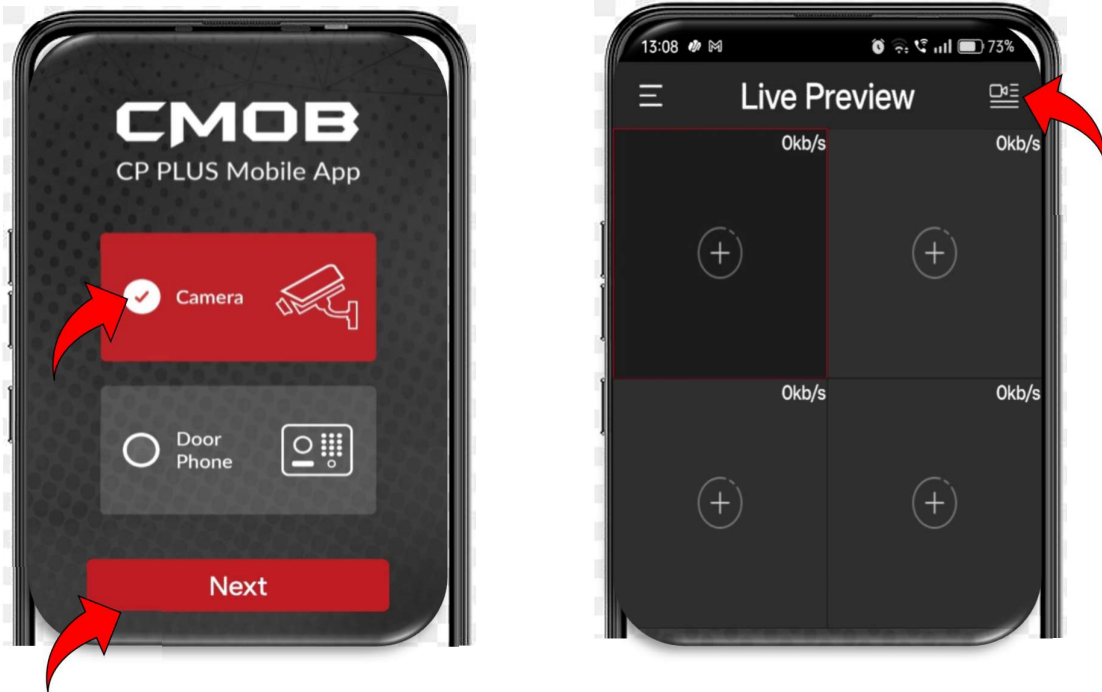 CMOB
CP PLUS Mobile App
Camera
Door
Phone
Next
13:08
73%
Live Preview
0kb/s
0kb/s
0kb/s
0kb/s